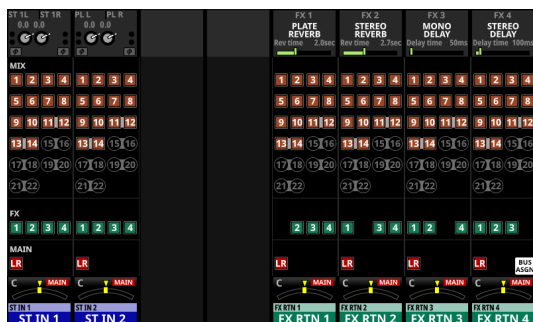 ST 1L ST 1R PL L PL R FX 1 FX 2 FX 3 FX 4
0.0 0.0 0.0 0.0 PLATE REVERB STEREO REVERB MONO DELAY STEREO DELAY
Rev time 2.0sec Rev time 2.7sec Delay time 50ms Delay time 100ms
Ø Ø Ø Ø
MIX
1 2 3 4 1 2 3 4 1 2 3 4 1 2 3 4 1 2 3 4 1 2 3 4
5 6 7 8 5 6 7 8 5 6 7 8 5 6 7 8 5 6 7 8 5 6 7 8
9 10 11 12 9 10 11 12 9 10 11 12 9 10 11 12 9 10 11 12 9 10 11 12
13 14 15 16 13 14 15 16 13 14 15 16 13 14 15 16 13 14 15 16 13 14 15 16
17 18 19 20 17 18 19 20 17 18 19 20 17 18 19 20 17 18 19 20 17 18 19 20
21 22 21 22 21 22 21 22 21 22 21 22
FX
1 2 3 4 1 2 3 4 2 3 4 1 3 4 1 2 4 1 2 3
MAIN
LR LR LR LR LR LR BUS ASGN
C MAIN C MAIN C MAIN C MAIN C MAIN C MAIN
ST IN 1 ST IN 2 FX RTN 1 FX RTN 2 FX RTN 3 FX RTN 4
ST IN 1 ST IN 2 FX RTN 1 FX RTN 2 FX RTN 3 FX RTN 4